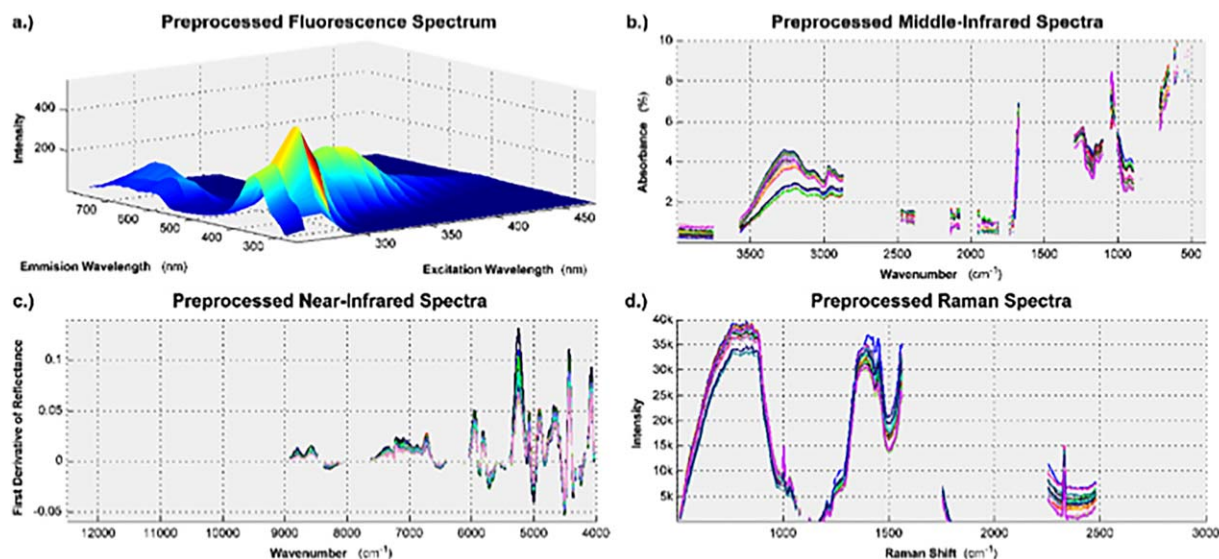 a.) Preprocessed Fluorescence Spectrum
400
200
Intensity
700
600
500
400
300
300
350
400
450
Emmision Wavelength (nm)
Excitation Wavelength (nm)
b.) Preprocessed Middle-Infrared Spectra
10
8
6
4
2
Absorbance (%)
3500 3000 2500 2000 1500 1000 500
Wavenumber (cm-1)
c.) Preprocessed Near-Infrared Spectra
0.1
0.05
0
-0.05
First Derivative of Reflectance
12000 11000 10000 9000 8000 7000 6000 5000 4000
Wavenumber (cm-1)
d.) Preprocessed Raman Spectra
40k
35k
30k
25k
20k
15k
10k
5k
Intensity
1000 1500 2000 2500 3000
Raman Shift (cm-1)